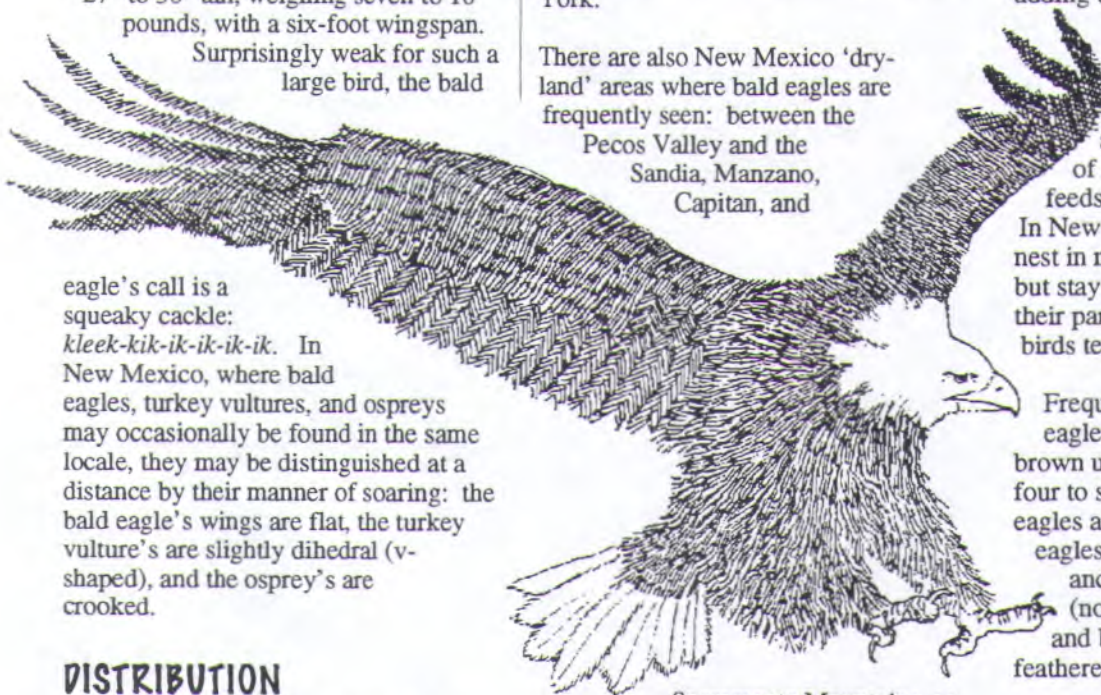 weighing seven to
pounds, with a six-foot wingspan.
Surprisingly weak for such a
large bird, the bald
eagle's call is a
squeaky cackle:
kleek-kik-ik-ik-ik-ik. In
New Mexico, where bald
eagles, turkey vultures, and ospreys
may occasionally be found in the same
locale, they may be distinguished at a
distance by their manner of soaring: the
bald eagle's wings are flat, the turkey
vulture's are slightly dihedral (v-
shaped), and the osprey's are
crooked.
DISTRIBUTION
York.
There are also New Mexico 'dry-
land' areas where bald eagles are
frequently seen: between the
Pecos Valley and the
Sandia, Manzano,
Capitan, and
adding
of
feeds
In New
nest in
but stay
their
birds
eagle
brown
four to
eagles
eagles
and